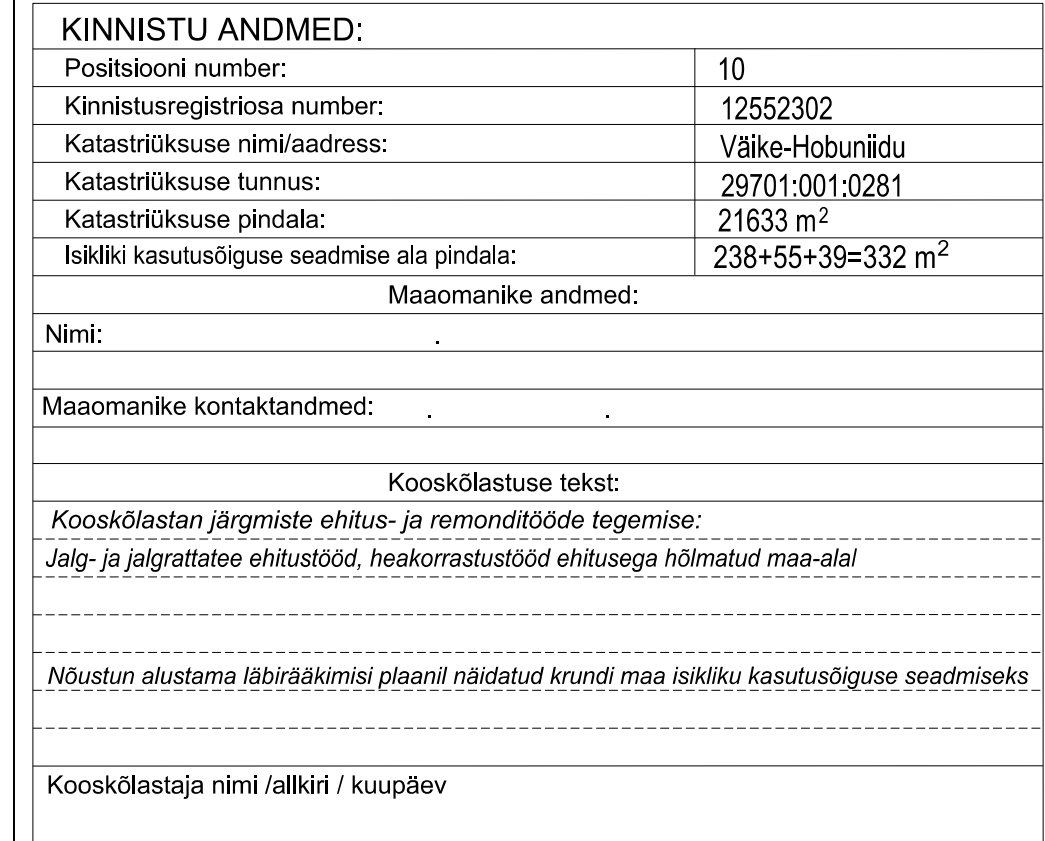 KINNISTU ANDMED:
Positsiooni number: 10
Kinnistusregistriosa number: 12552302
Katastriüksuse nimi/aadress: Väike-Hobuniidu
Katastriüksuse tunnus: 29701:001:0281
Katastriüksuse pindala: 21633 m²
Isikliki kasutusõiguse seadmise ala pindala: 238+55+39=332 m²
Maaomanike andmed:
Nimi: .
Maaomanike kontaktandmed: . .
Kooskõlastuse tekst:
Kooskõlastan järgmiste ehitus- ja remonditööde tegemise:
Jalg- ja jalgrattatee ehitustööd, heakorrastustööd ehitusega hõlmatud maa-alal
Nõustun alustama läbirääkimisi plaanil näidatud krundi maa isikliku kasutusõiguse seadmiseks
Kooskõlastaja nimi /allkiri / kuupäev